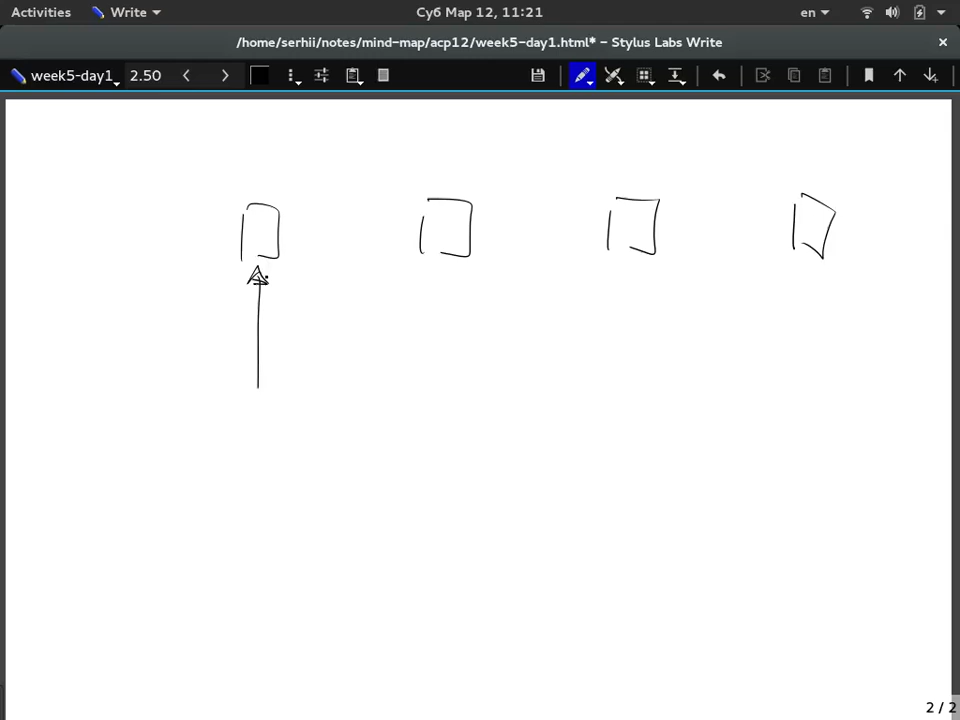 Activities Write Суб Мар 12, 11:21 en
/home/serhii/notes/mind-map/acp12/week5-day1.html* – Stylus Labs Write
week5-day1 2.50
2 / 2